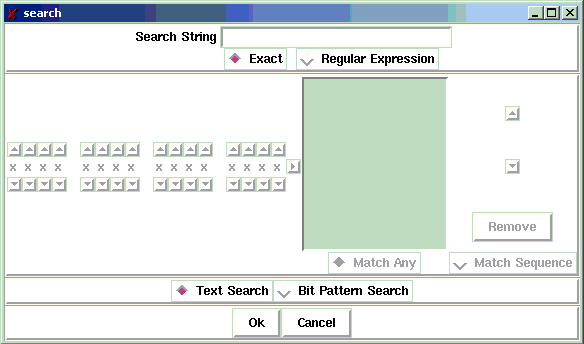 search
Search String
Exact Regular Expression
x x x x x x x x x x x x x x x x
Remove
Match Any Match Sequence
Text Search Bit Pattern Search
Ok Cancel